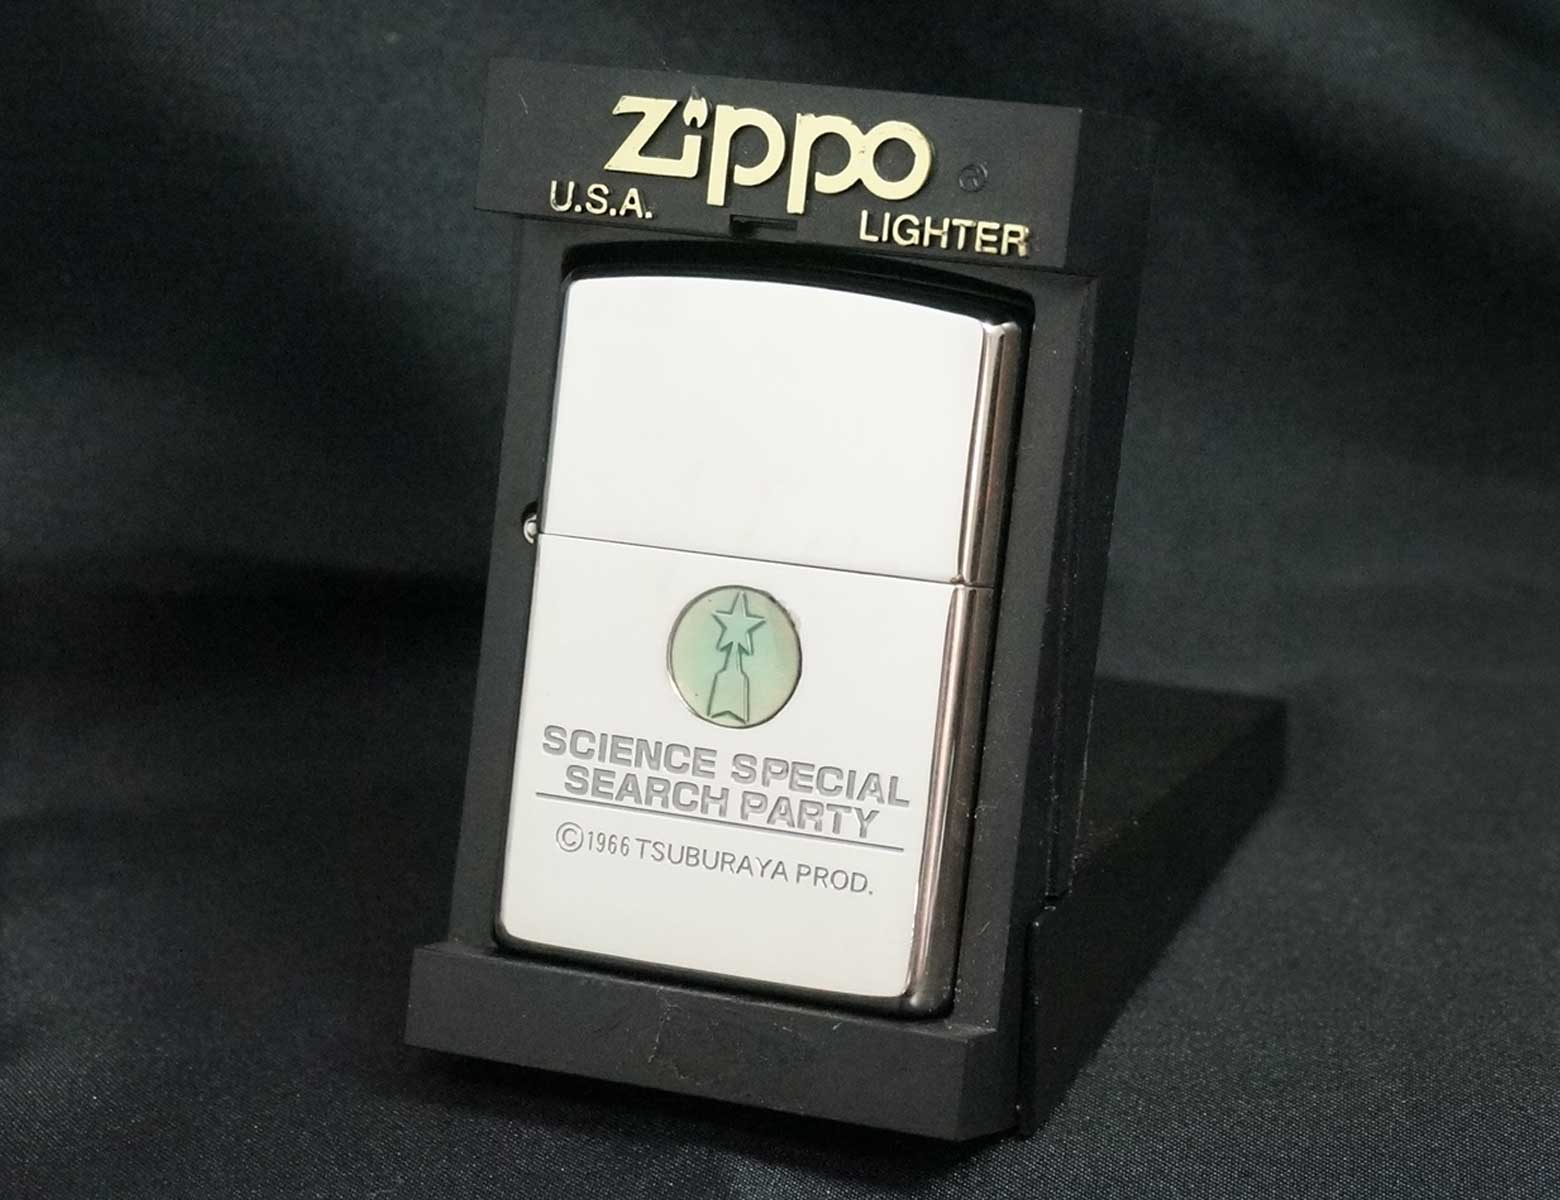 Zippo ®
U.S.A.
LIGHTER
SCIENCE SPECIAL
SEARCH PARTY
©1966 TSUBURAYA PROD.